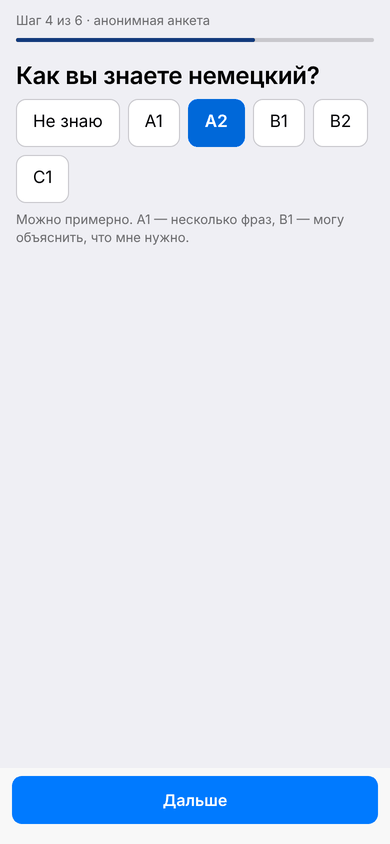 Шаг 4 из 6 · анонимная анкета
Как вы знаете немецкий?
Не знаю A1 A2 B1 B2
C1
Можно примерно. A1 — несколько фраз, B1 — могу
объяснить, что мне нужно.
Дальше